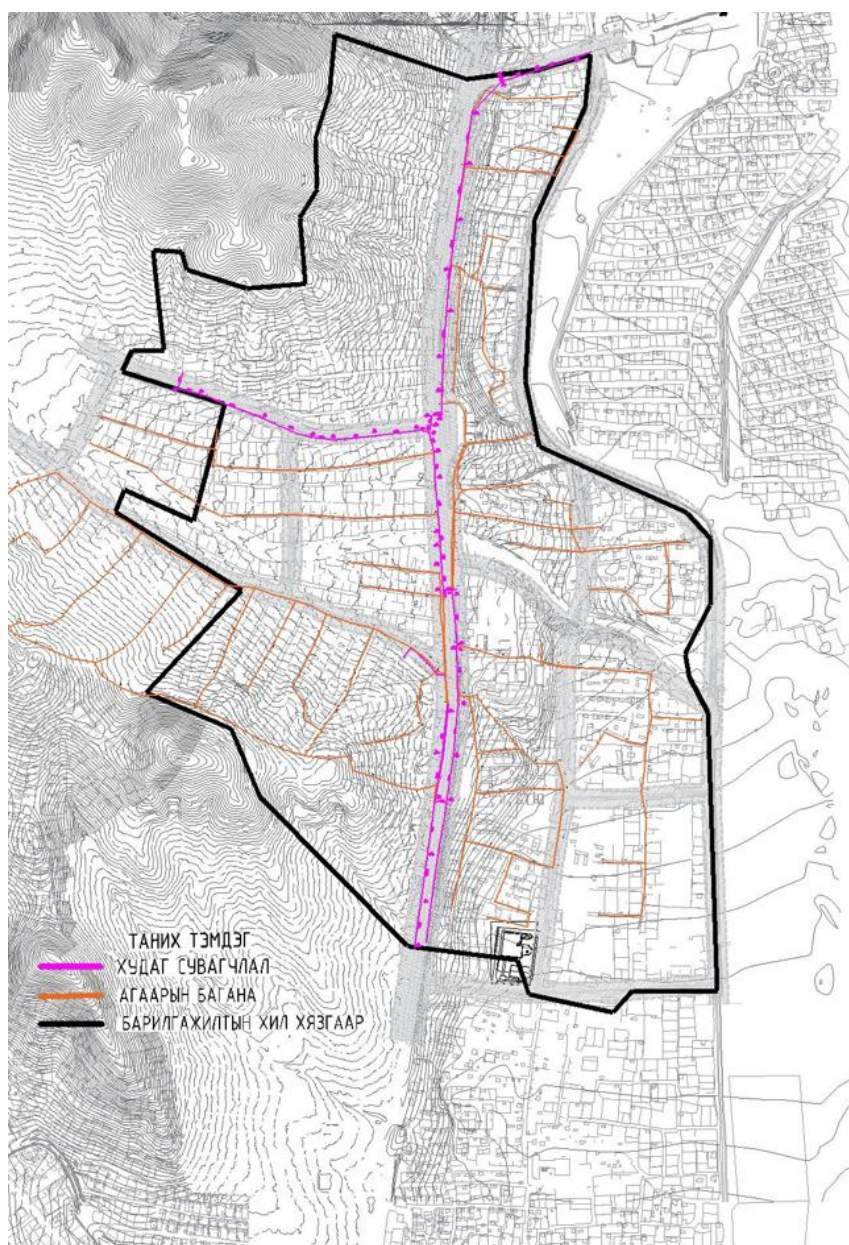 ТАНИХ ТЭМДЭГ
ХУДАГ СУВАГЧЛАЛ
АГААРЫН БАГАНА
БАРИЛГАЖИЛТЫН ХИЛ ХЯЗГААР